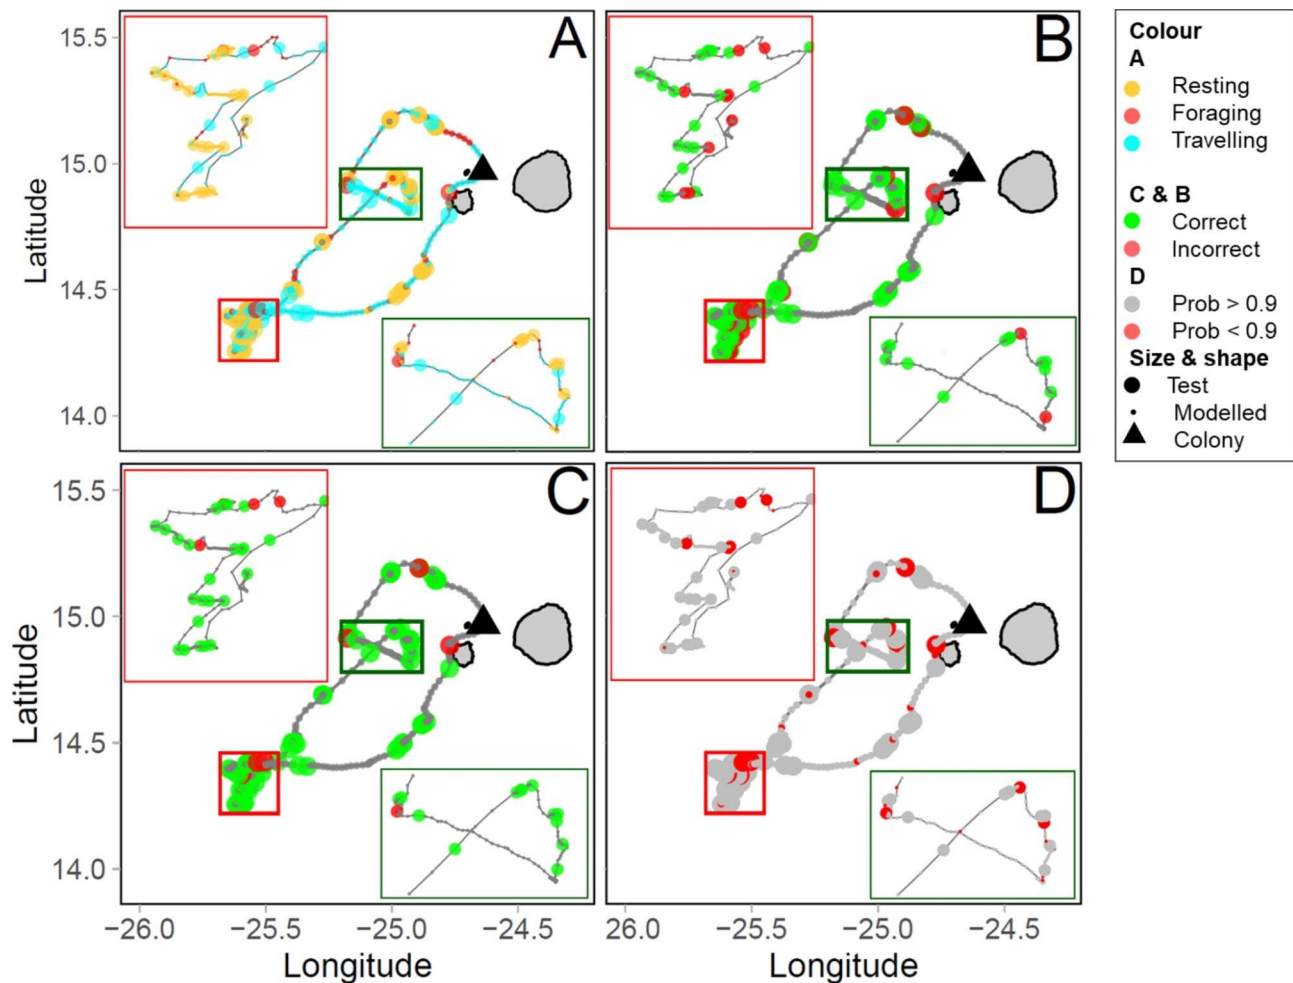 15.5
15.0
14.5
14.0
Latitude
A
B
Colour
A
Resting
Foraging
Travelling
C & B
Correct
Incorrect
D
Prob > 0.9
Prob < 0.9
Size & shape
Test
Modelled
Colony
15.5
15.0
14.5
14.0
Latitude
C
D
−26.0 −25.5 −25.0 −24.5
26.0 −25.5 −25.0 −24.5
Longitude
Longitude